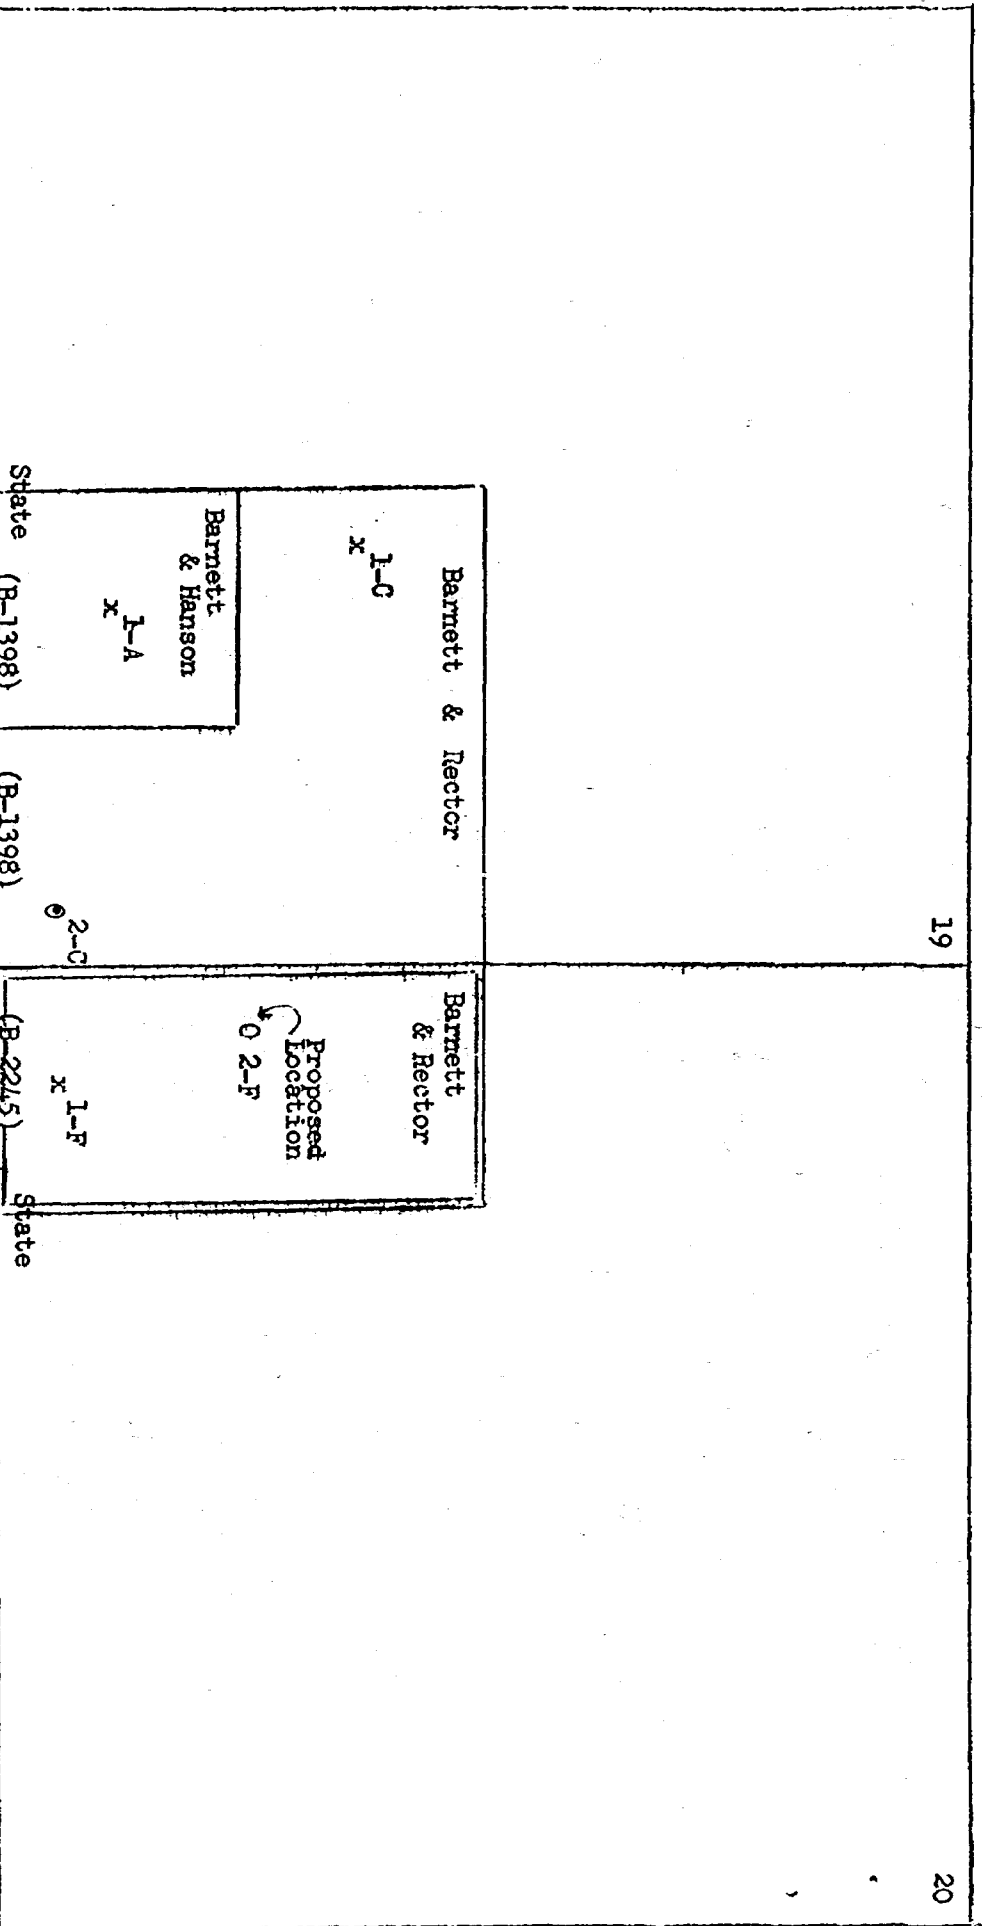 19
20
Barnett & Rector
Barnett
& Rector
1-C
x
Proposed
Location
O 2-F
Barnett
& Hanson
1-A
x
2-C
1-F
x
State (B-1398) (B-1398) (B-2245) State